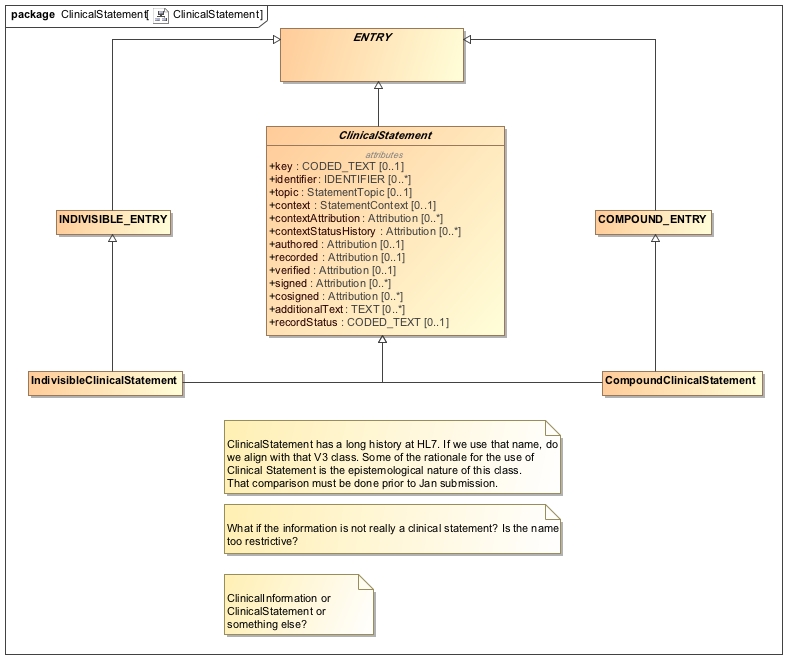 package ClinicalStatement[ ClinicalStatement]
ENTRY
ClinicalStatement
attributes
+key : CODED_TEXT [0..1]
+identifier : IDENTIFIER [0..*]
+topic : StatementTopic [0..1]
+context : StatementContext [0..1]
+contextAttribution : Attribution [0..*]
+contextStatusHistory : Attribution [0..*]
+authored : Attribution [0..1]
+recorded : Attribution [0..1]
+verified : Attribution [0..1]
+signed : Attribution [0..*]
+cosigned : Attribution [0..*]
+additionalText : TEXT [0..*]
+recordStatus : CODED_TEXT [0..1]
INDIVISIBLE_ENTRY
COMPOUND_ENTRY
IndivisibleClinicalStatement
CompoundClinicalStatement
ClinicalStatement has a long history at HL7. If we use that name, do
we align with that V3 class. Some of the rationale for the use of
Clinical Statement is the epistemological nature of this class.
That comparison must be done prior to Jan submission.
What if the information is not really a clinical statement? Is the name
too restrictive?
ClinicalInformation or
ClinicalStatement or
something else?